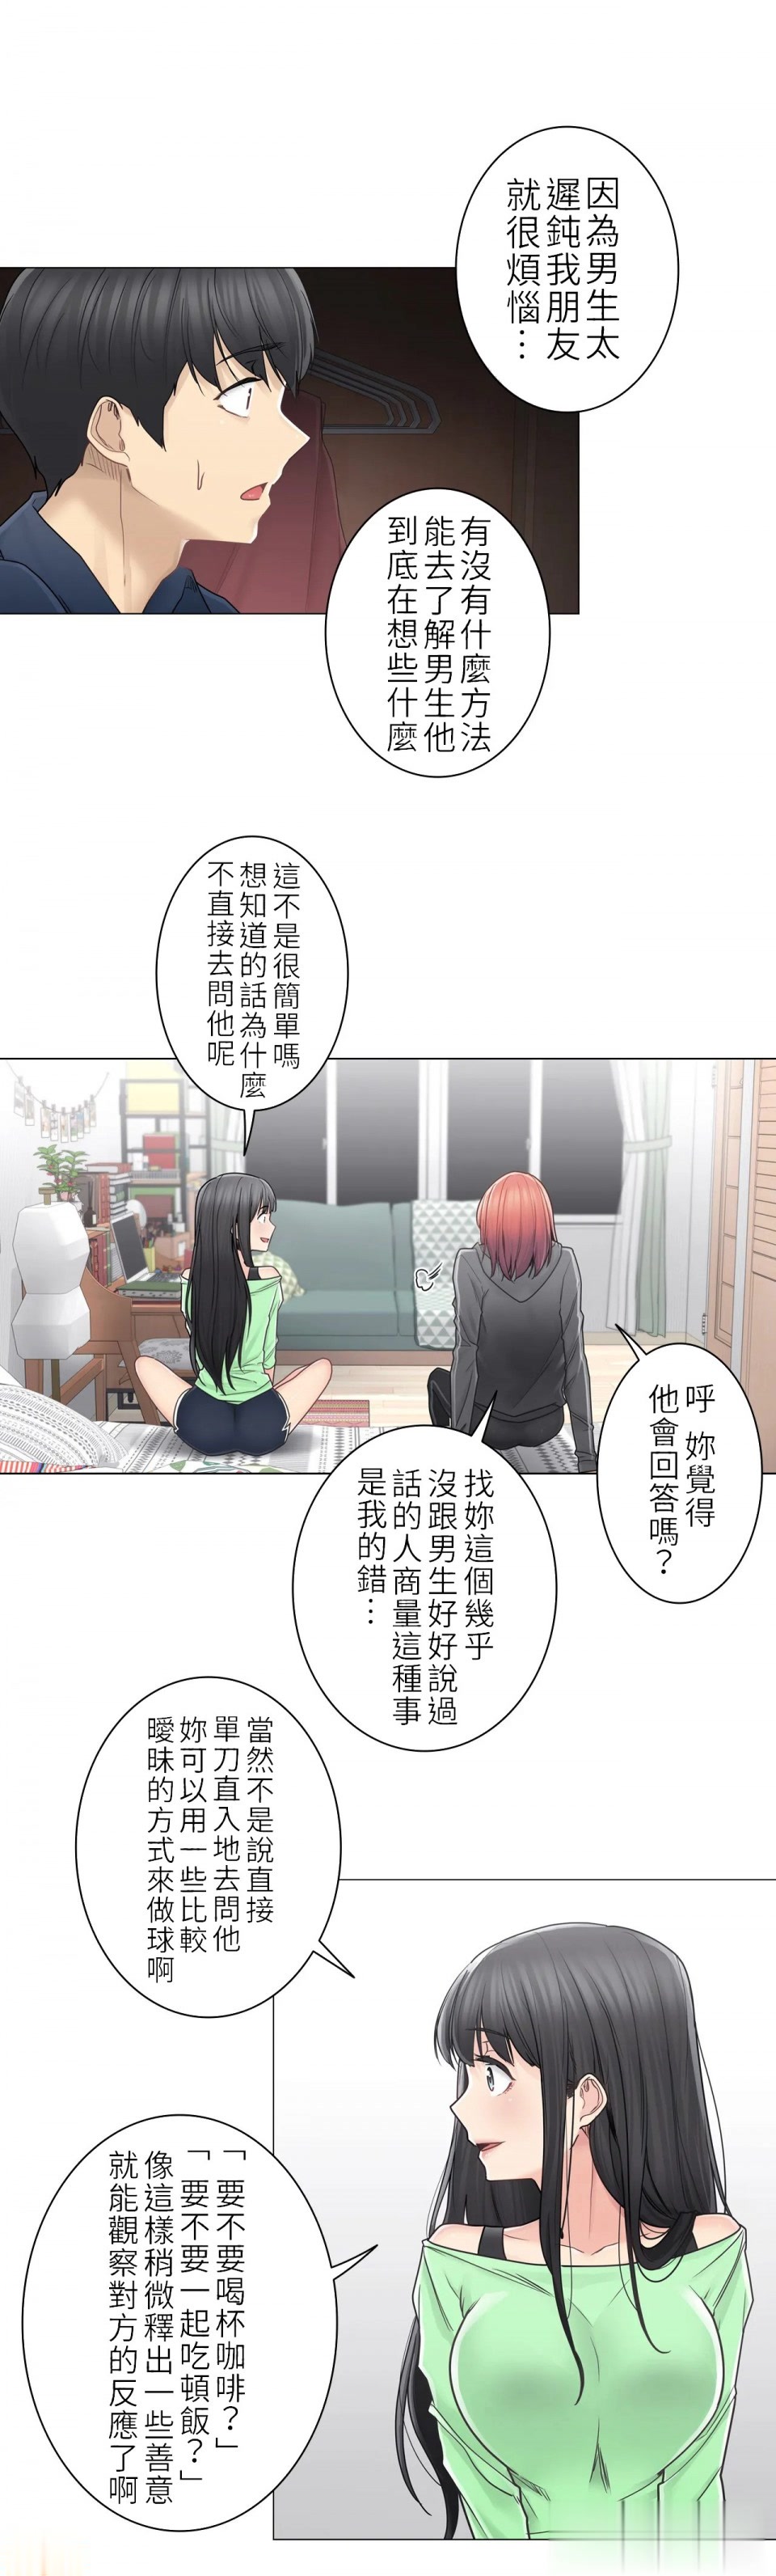 因為男生太
遲鈍我朋友
就很煩惱…
有沒有什麼方法
能去了解男生他
到底在想些什麼
這不是很簡單嗎
想知道的話為什麼
不直接去問他呢
呼 妳覺得
他會回答嗎？
找妳這個幾乎
沒跟男生好好說過
話的人商量這種事
是我的錯…
當然不是說直接
單刀直入地去問他
妳可以用一些比較
曖昧的方式來做球啊
「要不要喝杯咖啡？」
「要不要一起吃頓飯？」
像這樣稍微釋出一些善意
就能觀察對方的反應了啊